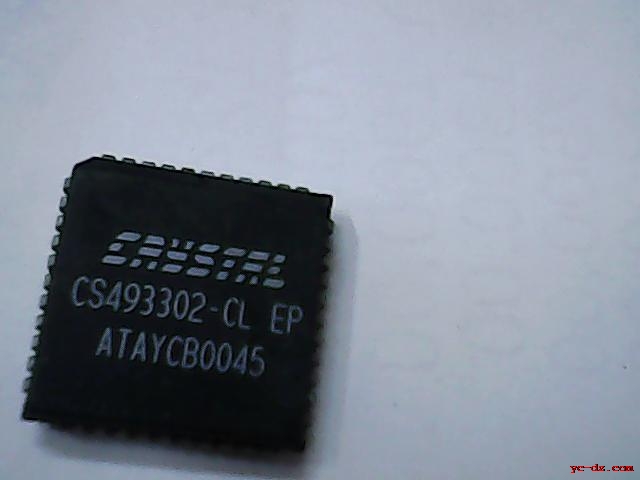 CRYSTAL
CS493302-CL EP
ATAYCB0045
yc-dz.com